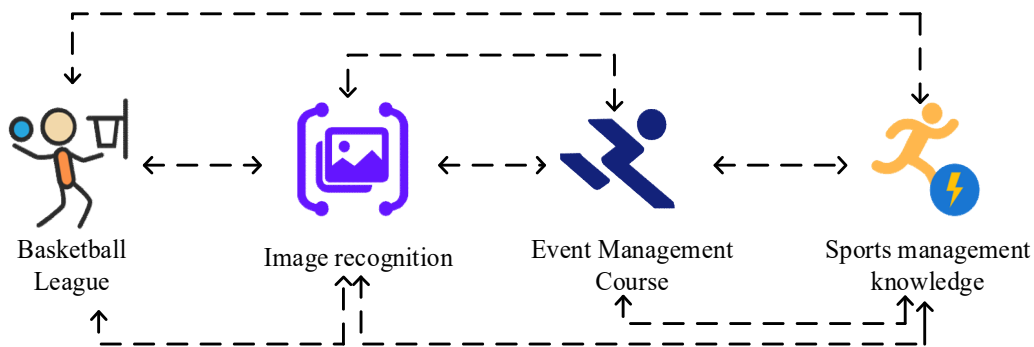 Basketball
League
Image recognition
Event Management
Course
Sports management
knowledge